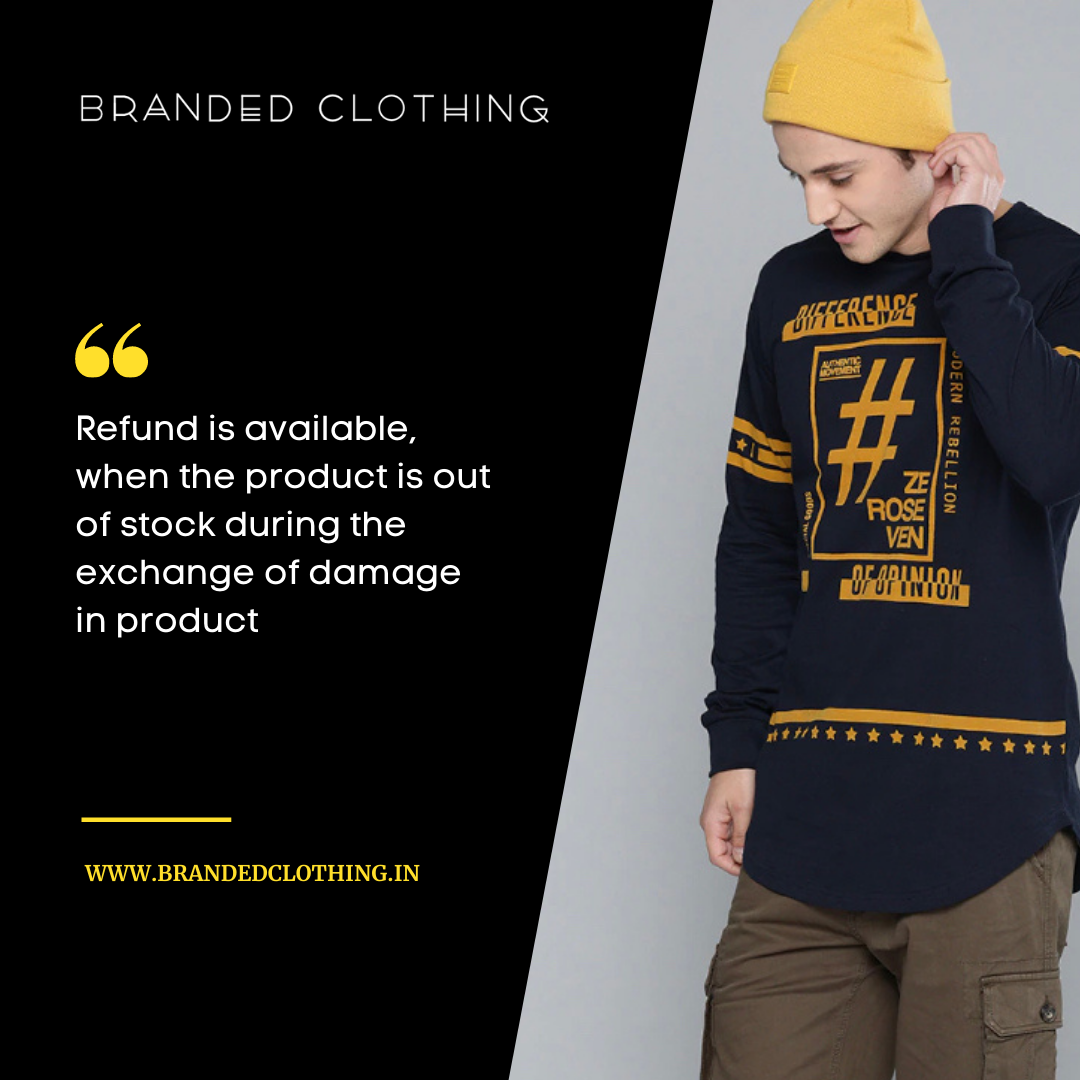 BRANDED CLOTHING
“
Refund is available,
when the product is out
of stock during the
exchange of damage
in product
WWW.BRANDEDCLOTHING.IN
DIFFERENCE
AUTHENTIC
MOVEMENT
#
ZE
ROSE
VEN
REBELLION
OF OPINION